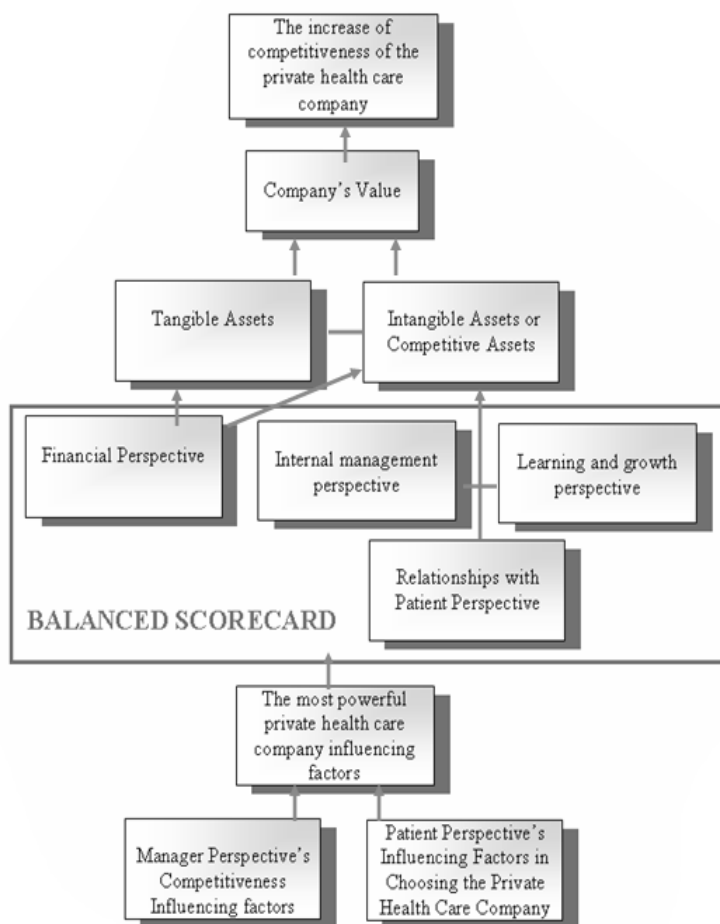 The increase of
competitiveness of the
private health care
company
Company's Value
Tangible Assets
Intangible Assets or
Competitive Assets
Financial Perspective
Internal management
perspective
Learning and growth
perspective
Relationships with
Patient Perspective
BALANCED SCORECARD
The most powerful
private health care
company influencing
factors
Manager Perspective's
Competitiveness
Influencing factors
Patient Perspective's
Influencing Factors in
Choosing the Private
Health Care Company